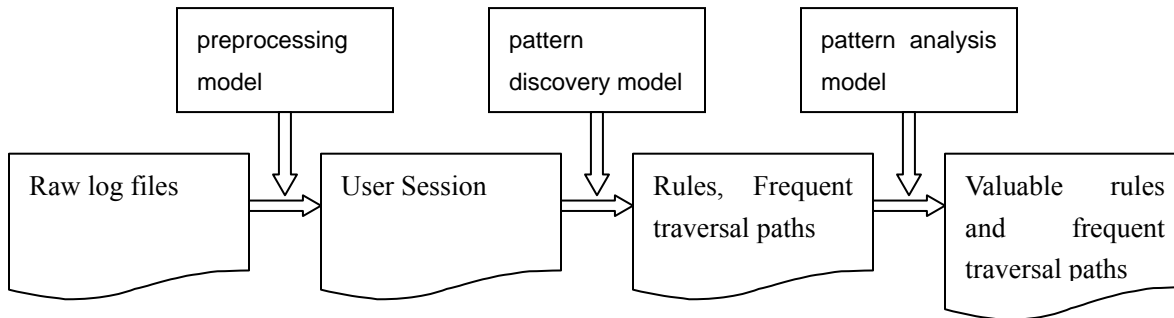 preprocessing
model
pattern
discovery model
pattern analysis
model
Raw log files
User Session
Rules, Frequent
traversal paths
Valuable rules
and frequent
traversal paths